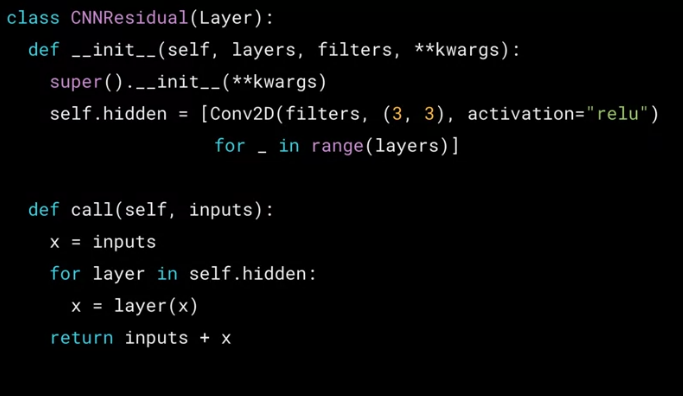 class CNNResidual(Layer):
  def __init__(self, layers, filters, **kwargs):
    super().__init__(**kwargs)
    self.hidden = [Conv2D(filters, (3, 3), activation="relu")
                   for _ in range(layers)]

  def call(self, inputs):
    x = inputs
    for layer in self.hidden:
      x = layer(x)
    return inputs + x